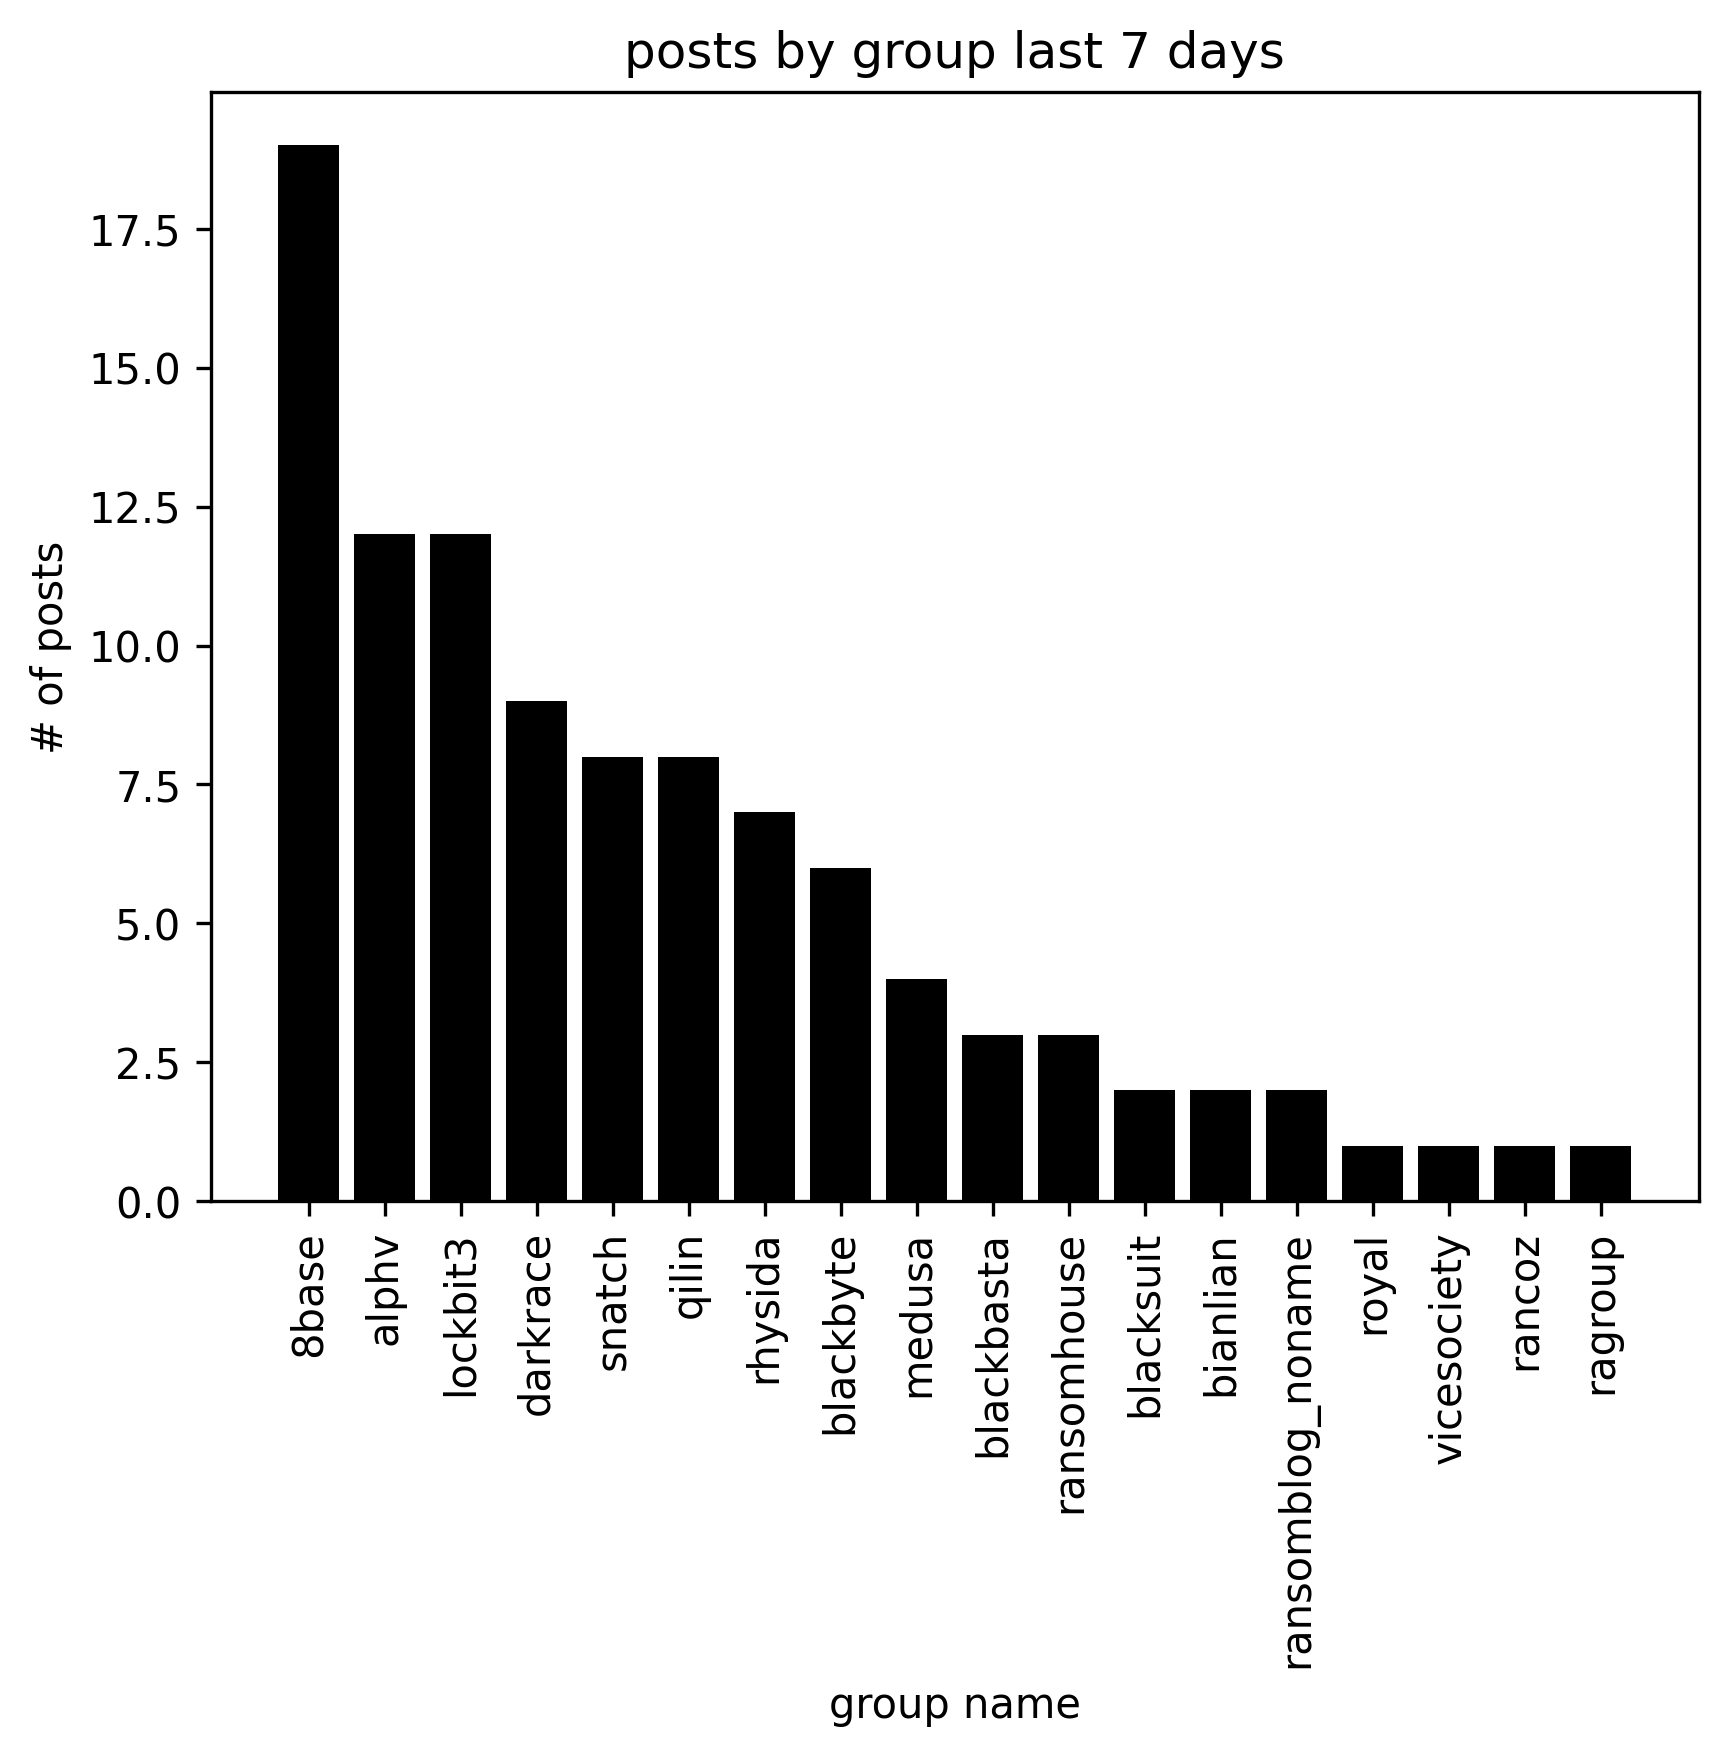 posts by group last 7 days
# of posts
17.5
15.0
12.5
10.0
7.5
5.0
2.5
0.0
8base
alphv
lockbit3
darkrace
snatch
qilin
rhysida
blackbyte
medusa
blackbasta
ransomhouse
blacksuit
bianlian
ransomblog_noname
royal
vicesociety
rancoz
ragroup
group name